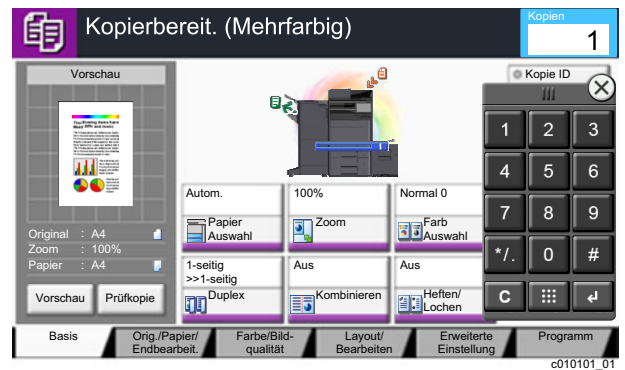 Kopierbereit. (Mehrfarbig)
Kopien
1
Vorschau
Original : A4
Zoom : 100%
Papier : A4
Vorschau
Prüfkopie
Kopie ID
Autom.
Papier
Auswahl
100%
Zoom
Normal 0
Farb
Auswahl
1-seitig
>>1-seitig
Duplex
Aus
Kombinieren
Aus
Heften/
Lochen
1 2 3
4 5 6
7 8 9
*/. 0 #
C
Basis
Orig./Papier/
Endbearbeit.
Farbe/Bild-
qualität
Layout/
Bearbeiten
Erweiterte
Einstellung
Programm
c010101_01